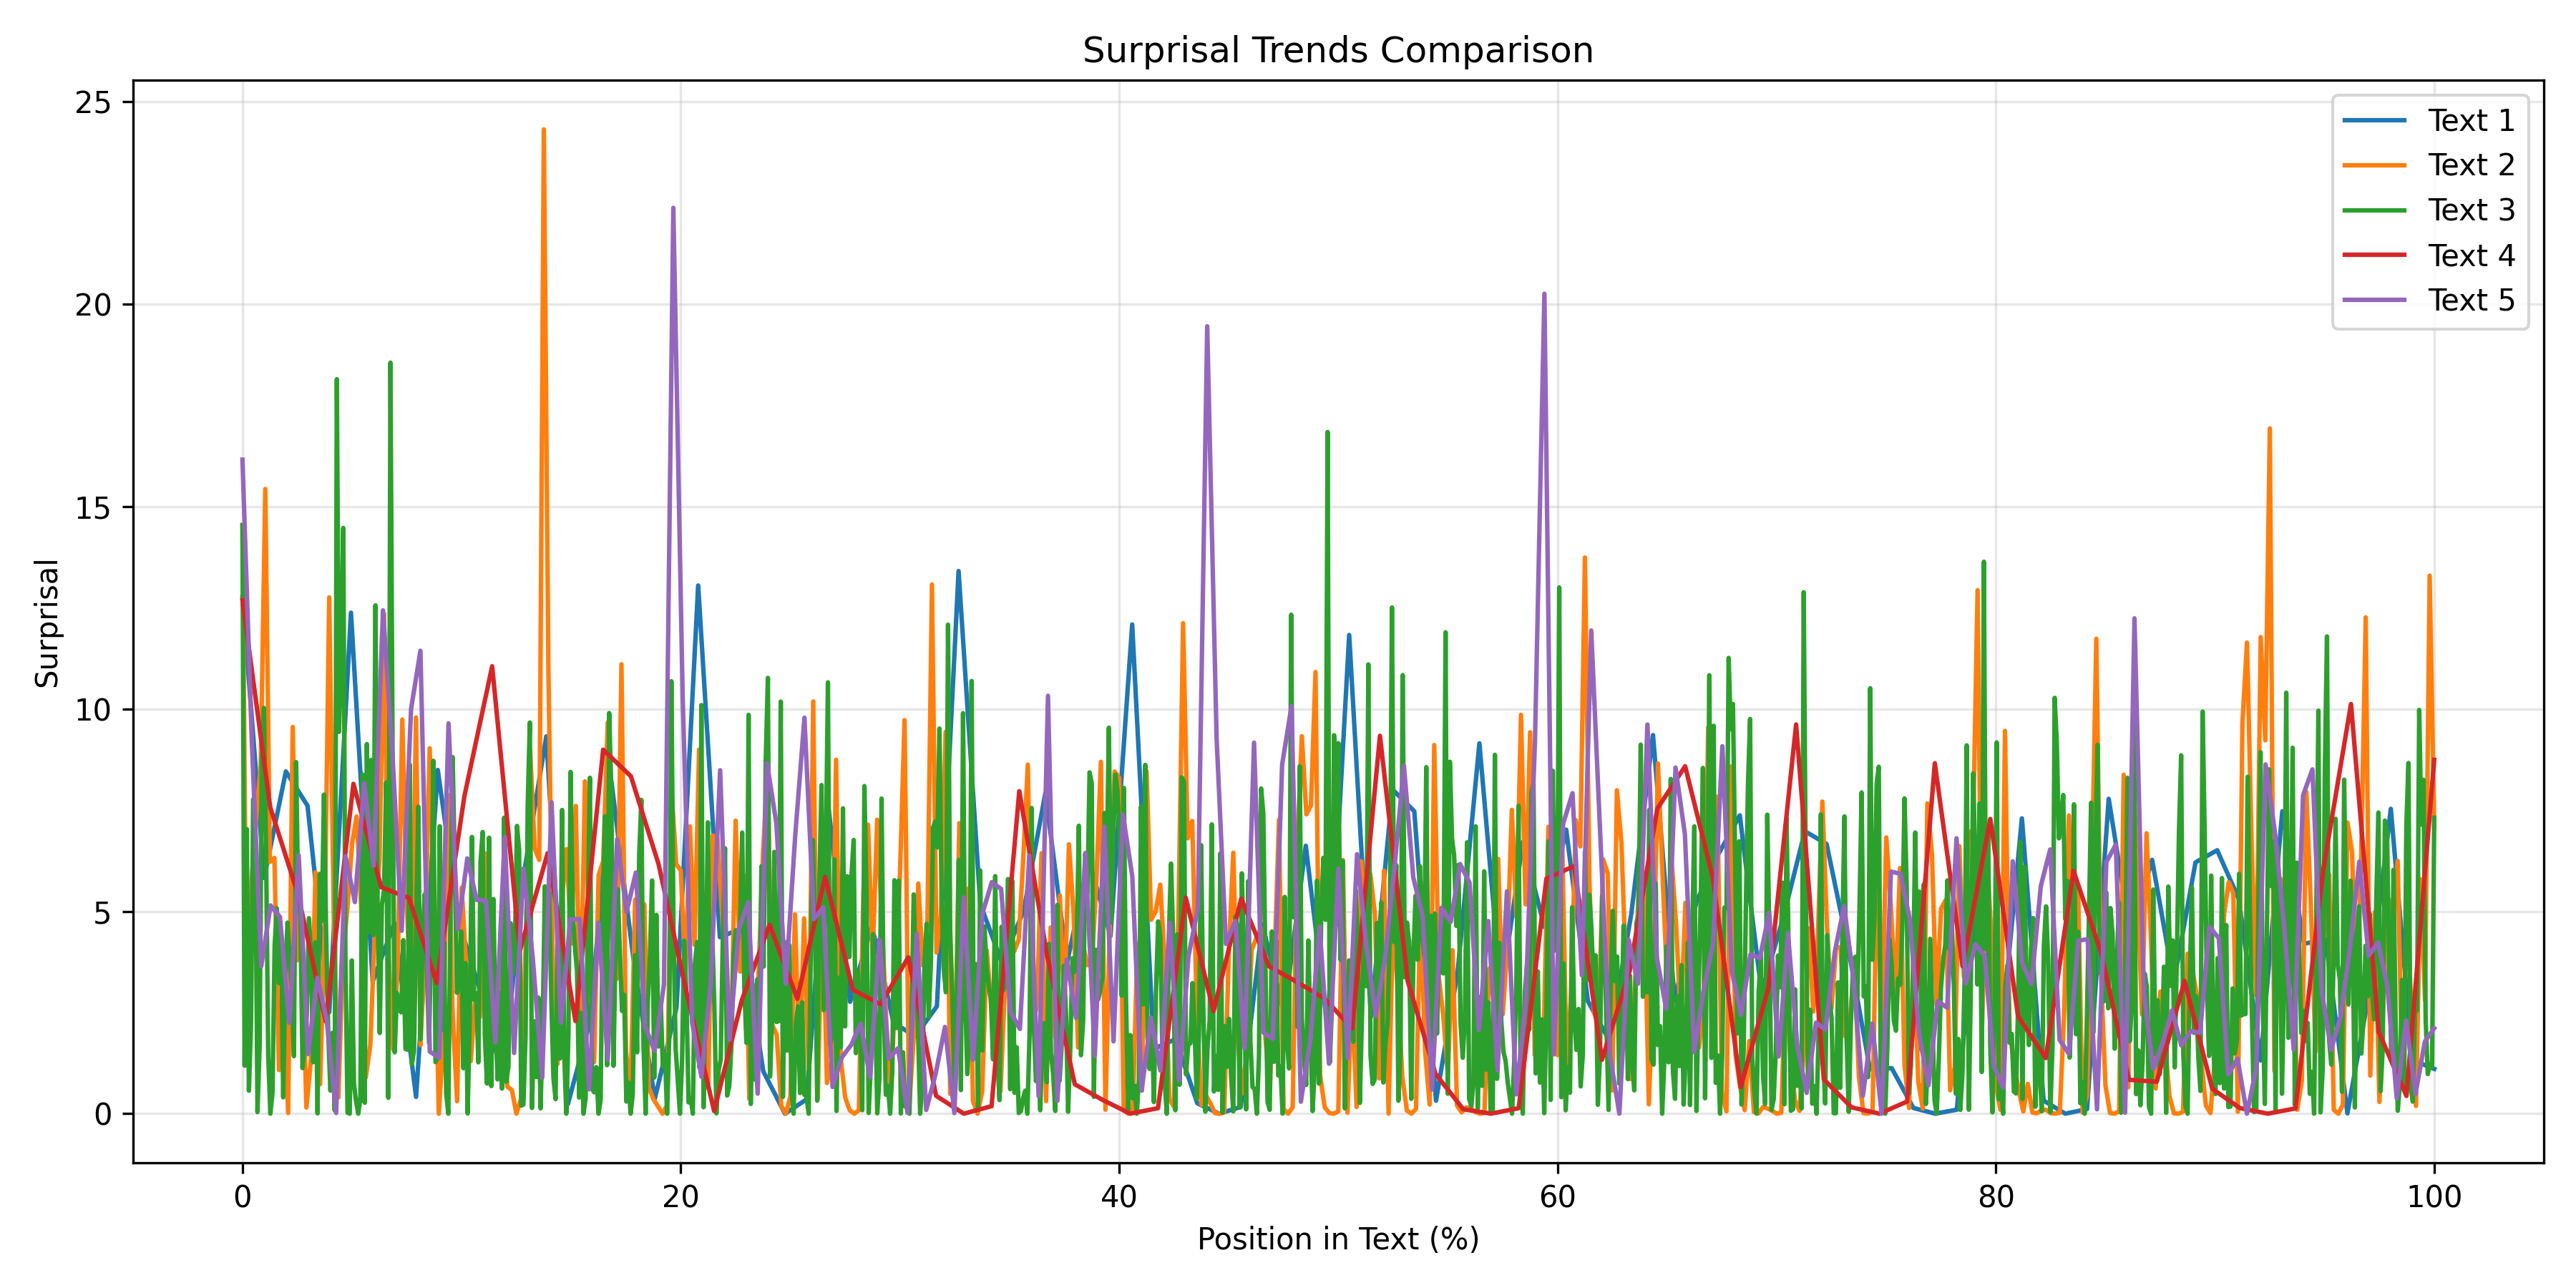 Surprisal Trends Comparison
25
20
15
10
5
0
Surprisal
0 20 40 60 80 100
Position in Text (%)
Text 1
Text 2
Text 3
Text 4
Text 5